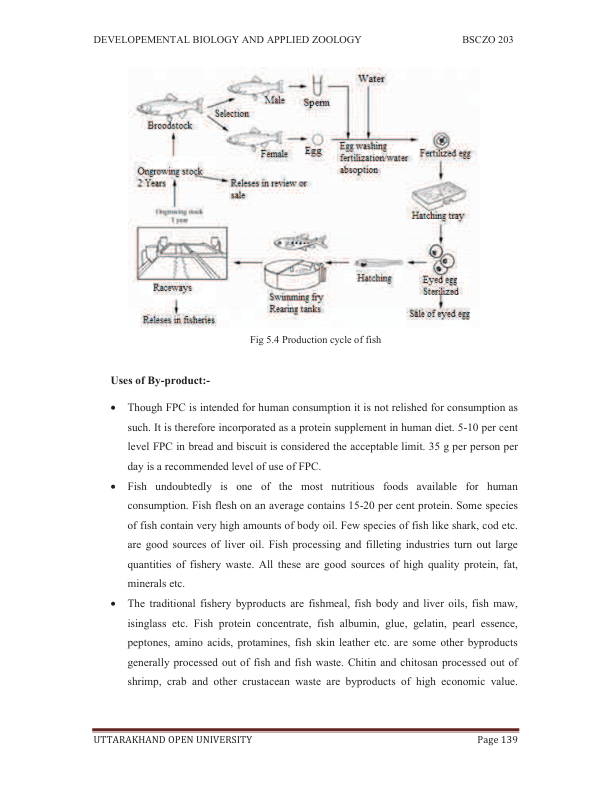 DEVELOPEMENTAL BIOLOGY AND APPLIED ZOOLOGY BSCZO 203
Water
Male
Sperm
Selection
Broodstock
Female
Egg
Egg washing
fertilization/water
absoption
Fertilized egg
Ongrowing stock
2 Years
Releses in review or
sale
Ongrowing stock
1 year
Hatching tray
Raceways
Swimming fry
Rearing tanks
Hatching
Eyed egg
Sterilized
Releses in fisheries
Sale of eyed egg
Fig 5.4 Production cycle of fish
Uses of By-product:-
• Though FPC is intended for human consumption it is not relished for consumption as
such. It is therefore incorporated as a protein supplement in human diet. 5-10 per cent
level FPC in bread and biscuit is considered the acceptable limit. 35 g per person per
day is a recommended level of use of FPC.
• Fish undoubtedly is one of the most nutritious foods available for human
consumption. Fish flesh on an average contains 15-20 per cent protein. Some species
of fish contain very high amounts of body oil. Few species of fish like shark, cod etc.
are good sources of liver oil. Fish processing and filleting industries turn out large
quantities of fishery waste. All these are good sources of high quality protein, fat,
minerals etc.
• The traditional fishery byproducts are fishmeal, fish body and liver oils, fish maw,
isinglass etc. Fish protein concentrate, fish albumin, glue, gelatin, pearl essence,
peptones, amino acids, protamines, fish skin leather etc. are some other byproducts
generally processed out of fish and fish waste. Chitin and chitosan processed out of
shrimp, crab and other crustacean waste are byproducts of high economic value.
UTTARAKHAND OPEN UNIVERSITY Page 139